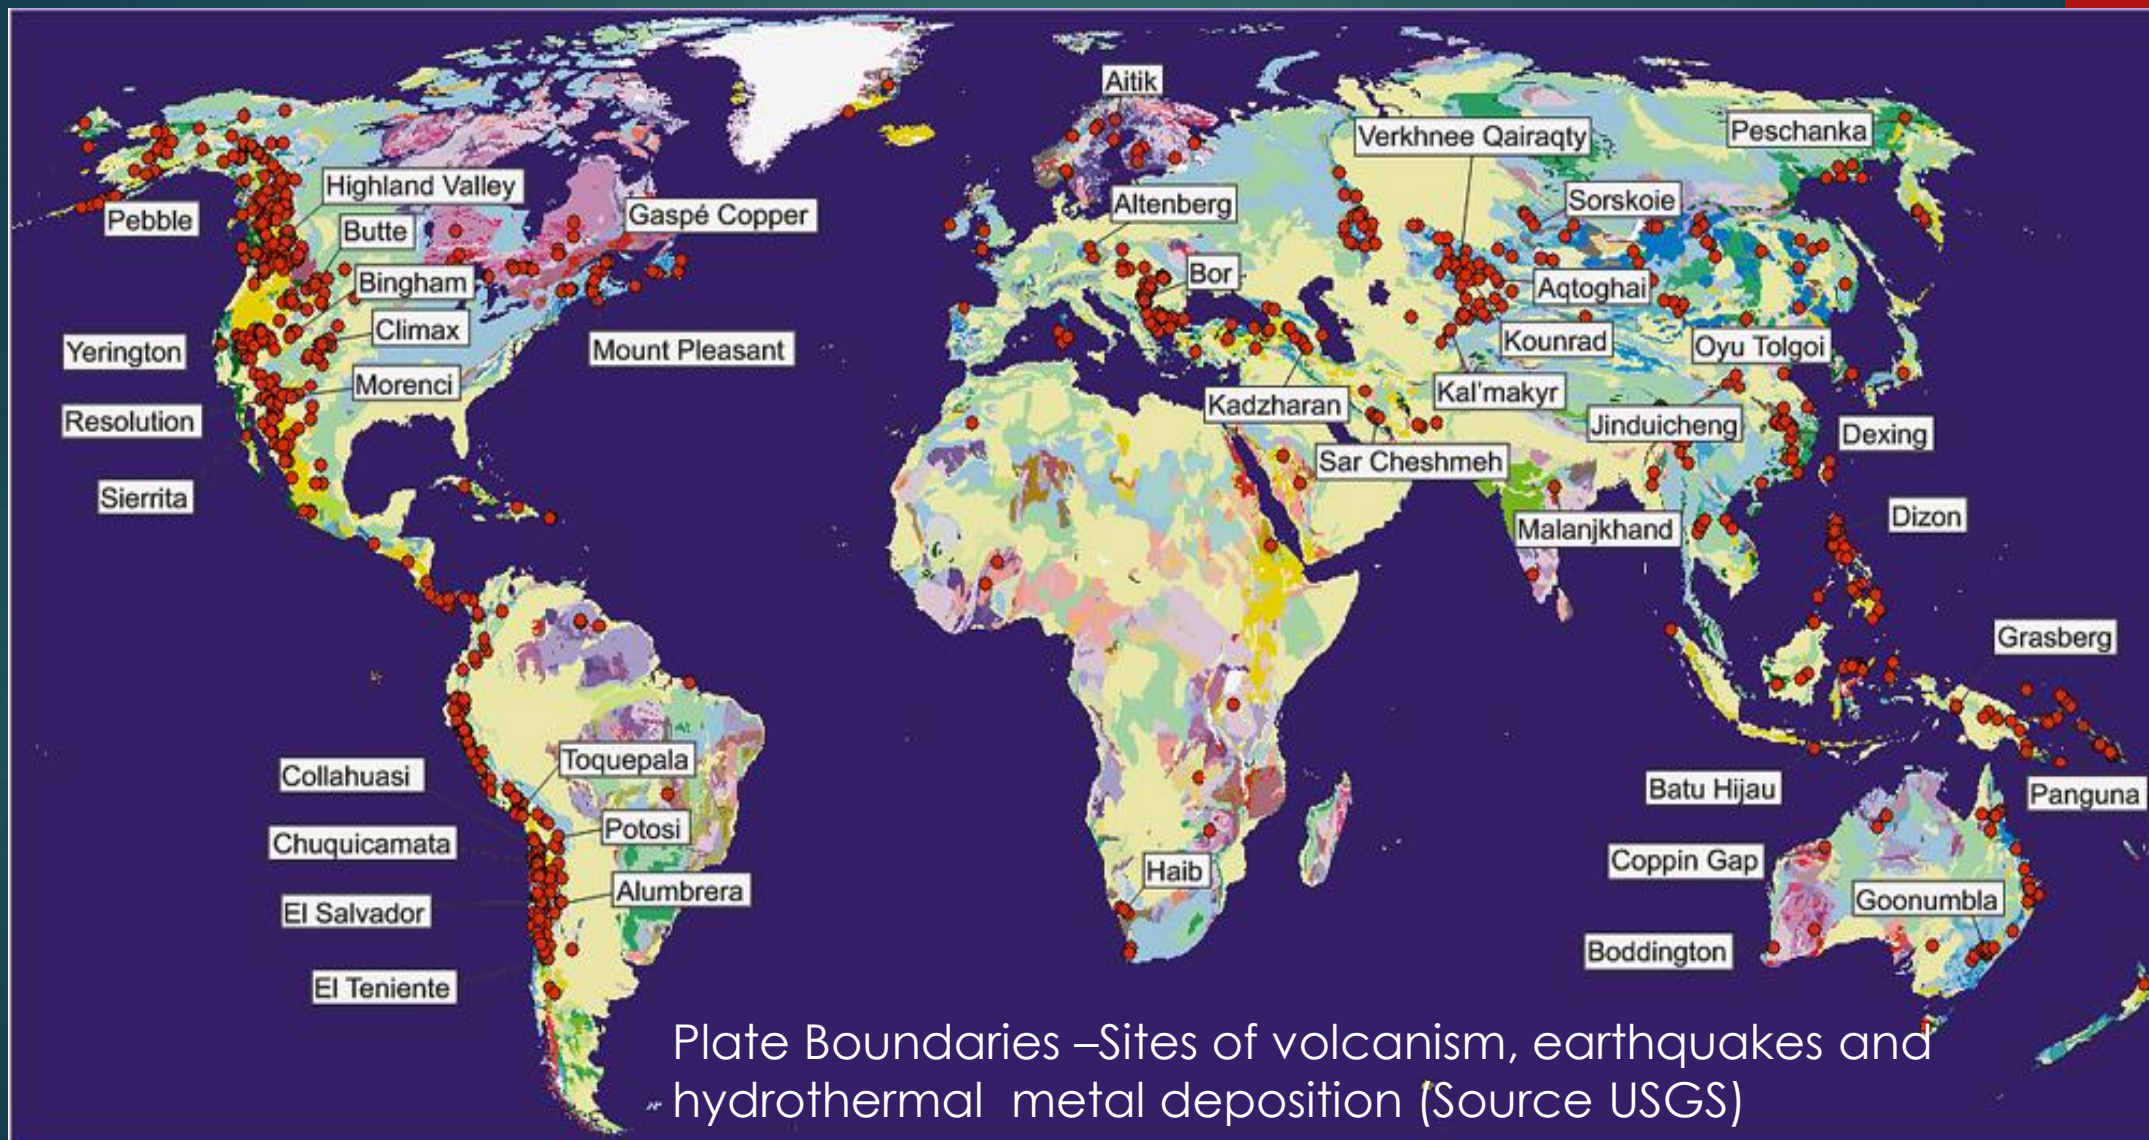 Aitik
Verkhnee Qairaqty
Peschanka
Highland Valley
Pebble
Gaspé Copper
Altenberg
Sorskoie
Butte
Bingham
Bor
Aqtoghai
Climax
Yerington
Mount Pleasant
Kounrad
Oyu Tolgoi
Morenci
Kal'makyr
Kadzharan
Resolution
Jinduicheng
Dexing
Sar Cheshmeh
Sierrita
Malanjkhand
Dizon
Grasberg
Toquepala
Collahuasi
Batu Hijau
Panguna
Potosi
Chuquicamata
Coppin Gap
Haib
Alumbrera
Goonumbla
El Salvador
Boddington
El Teniente
Plate Boundaries –Sites of volcanism, earthquakes and
hydrothermal metal deposition (Source USGS)